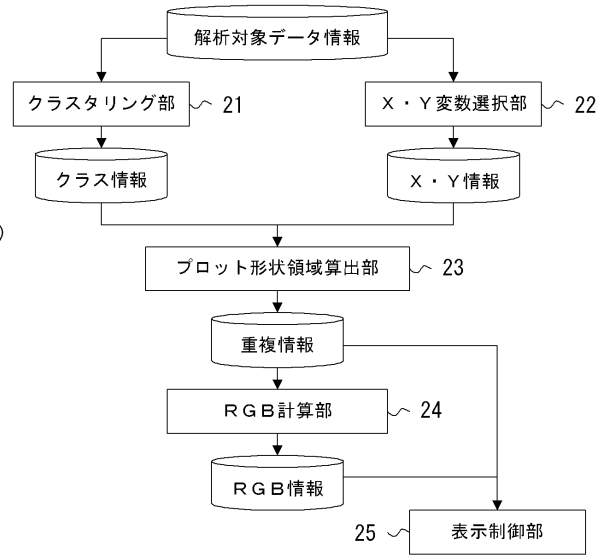 解析対象データ情報
クラスタリング部 21
X・Y変数選択部 22
クラス情報
X・Y情報
)
プロット形状領域算出部 23
重複情報
RGB計算部 24
RGB情報
25 表示制御部